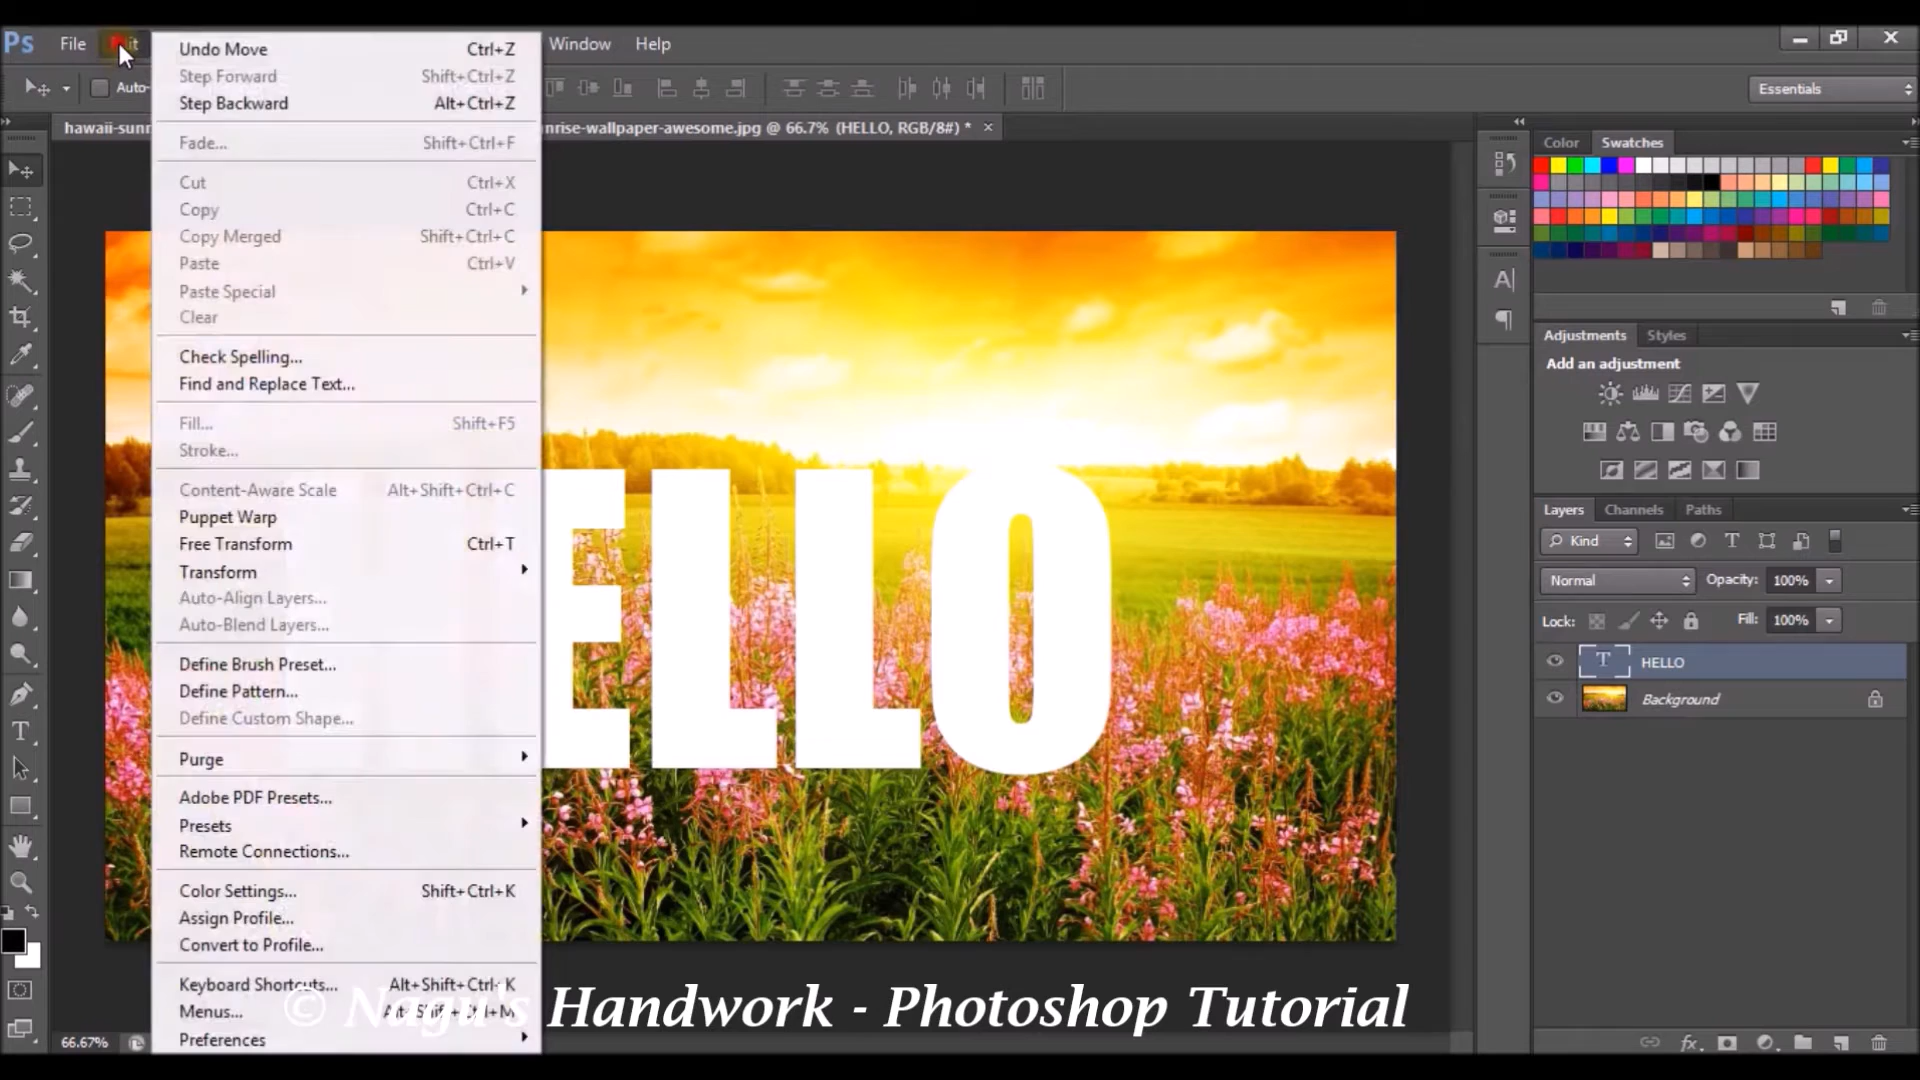 Ps File Window Help
Auto-
Essentials
hawaii-sunr
nrise-wallpaper-awesome.jpg @ 66.7% (HELLO, RGB/8#) * ×
Undo Move Ctrl+Z
Step Forward Shift+Ctrl+Z
Step Backward Alt+Ctrl+Z
Fade... Shift+Ctrl+F
Cut Ctrl+X
Copy Ctrl+C
Copy Merged Shift+Ctrl+C
Paste Ctrl+V
Paste Special
Clear
Check Spelling...
Find and Replace Text...
Fill... Shift+F5
Stroke...
Content-Aware Scale Alt+Shift+Ctrl+C
Puppet Warp
Free Transform Ctrl+T
Transform
Auto-Align Layers...
Auto-Blend Layers...
Define Brush Preset...
Define Pattern...
Define Custom Shape...
Purge
Adobe PDF Presets...
Presets
Remote Connections...
Color Settings... Shift+Ctrl+K
Assign Profile...
Convert to Profile...
Keyboard Shortcuts... Alt+Shift+Ctrl+K
Menus... Alt+Shift+Ctrl+M
Preferences
ELLO
Color Swatches
Adjustments Styles
Add an adjustment
Layers Channels Paths
Kind
Normal Opacity: 100%
Lock: Fill: 100%
T HELLO
Background
66.67%
fx
© Nagu's Handwork - Photoshop Tutorial